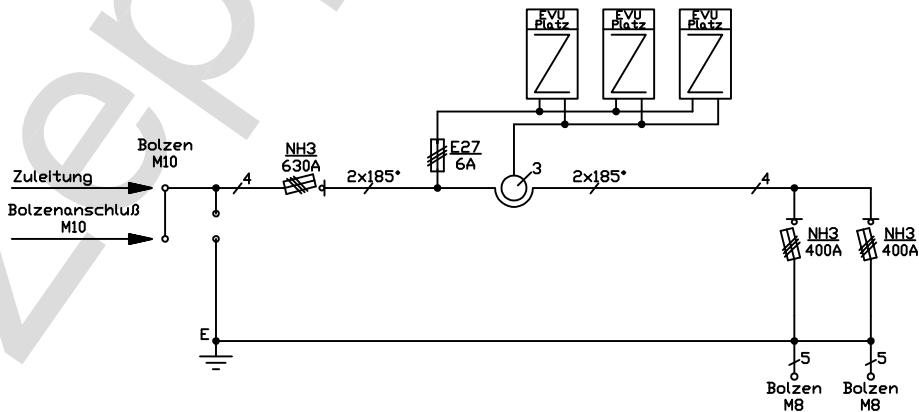 EVU EVU EVU
Platz Platz Platz
Bolzen
M10
NH3
630A
E27
6A
Zuleitung
4
2x185°
3
2x185°
4
Bolzenanschluß
M10
NH3
400A
NH3
400A
E
5
5
Bolzen
M8
Bolzen
M8